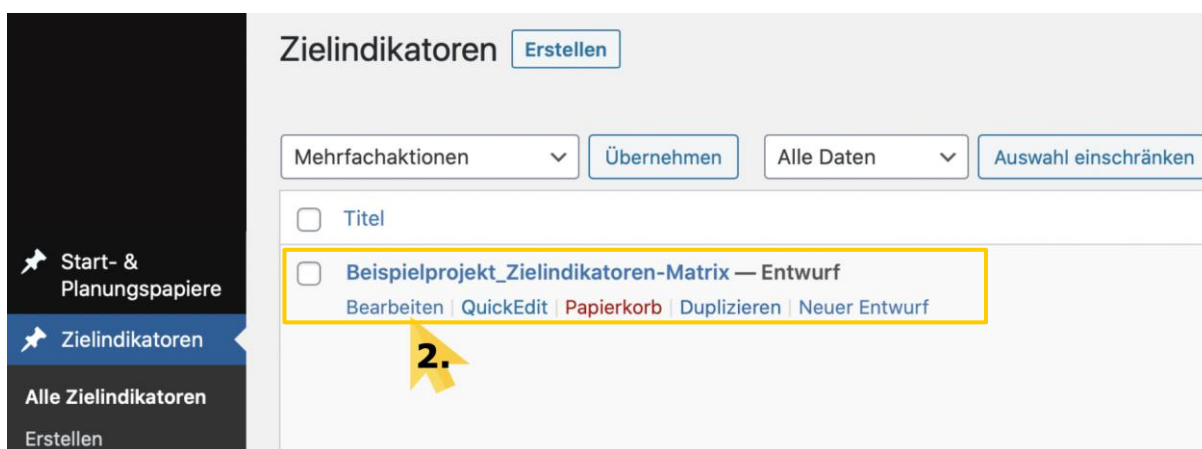 Zielindikatoren Erstellen
Mehrfachaktionen Übernehmen Alle Daten Auswahl einschränken
Titel
Beispielprojekt_Zielindikatoren-Matrix — Entwurf
Bearbeiten | QuickEdit | Papierkorb | Duplizieren | Neuer Entwurf
2.
Start- &
Planungspapiere
Zielindikatoren
Alle Zielindikatoren
Erstellen